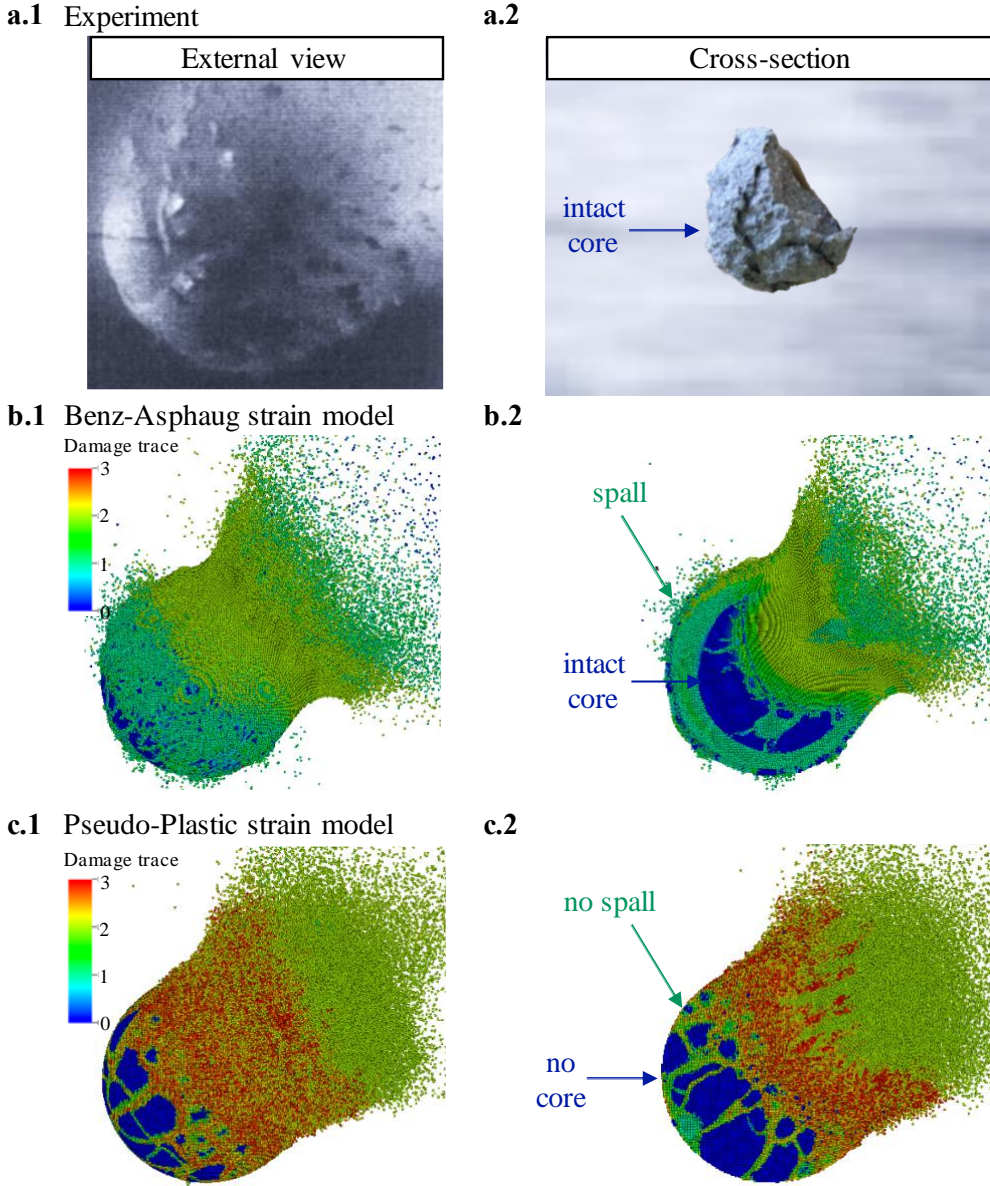 a.1 Experiment
a.2
External view
Cross-section
intact
core
b.1 Benz-Asphaug strain model
b.2
Damage trace
3
2
1
0
spall
intact
core
c.1 Pseudo-Plastic strain model
c.2
Damage trace
3
2
1
0
no spall
no
core